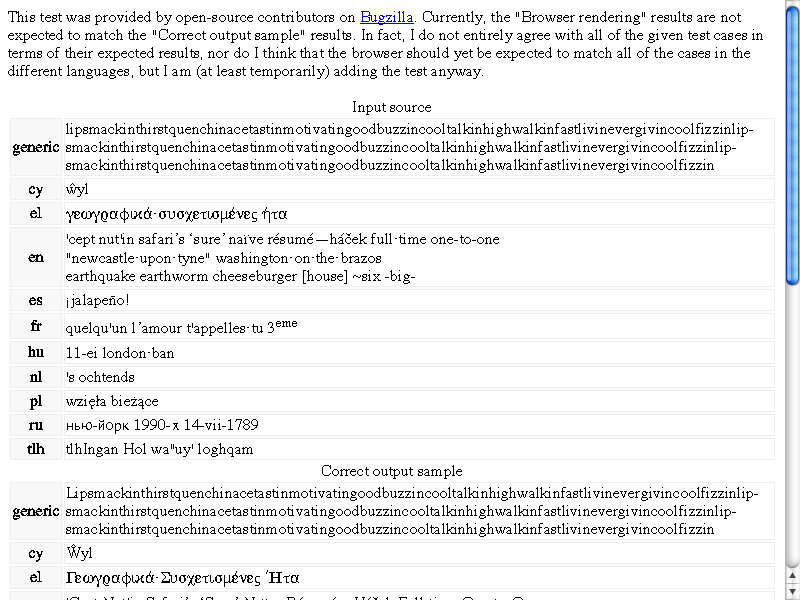 This test was provided by open-source contributors on Bugzilla. Currently, the "Browser rendering" results are not
expected to match the "Correct output sample" results. In fact, I do not entirely agree with all of the given test cases in
terms of their expected results, nor do I think that the browser should yet be expected to match all of the cases in the
different languages, but I am (at least temporarily) adding the test anyway.
Input source
generic lipsmackinthirstquenchinacetastinmotivatingoodbuzzincooltalkinhighwalkinfastlivinevergivincoolfizzinlip-
smackinthirstquenchinacetastinmotivatingoodbuzzincooltalkinhighwalkinfastlivinevergivincoolfizzinlip-
smackinthirstquenchinacetastinmotivatingoodbuzzincooltalkinhighwalkinfastlivinevergivincoolfizzin
cy ŵyl
el γεωγραφικά·συσχετισμένες ήτα
en 'cept nut'in safari’s ‘sure’ naïve résumé—háček full·time one-to-one
"newcastle·upon·tyne" washington·on·the·brazos
earthquake earthworm cheeseburger [house] ~six -big-
es ¡jalapeño!
fr quelqu'un l’amour t'appelles·tu 3eme
hu 11-ei london·ban
nl 's ochtends
pl wzięła bieżące
ru нью-йорк 1990-х 14-vii-1789
tlh tlhIngan Hol wa"uy' loghqam
Correct output sample
generic Lipsmackinthirstquenchinacetastinmotivatingoodbuzzincooltalkinhighwalkinfastlivinevergivincoolfizzinlip-
smackinthirstquenchinacetastinmotivatingoodbuzzincooltalkinhighwalkinfastlivinevergivincoolfizzinlip-
smackinthirstquenchinacetastinmotivatingoodbuzzincooltalkinhighwalkinfastlivinevergivincoolfizzin
cy Ŵyl
el Γεωγραφικά·Συσχετισμένες Ήτα